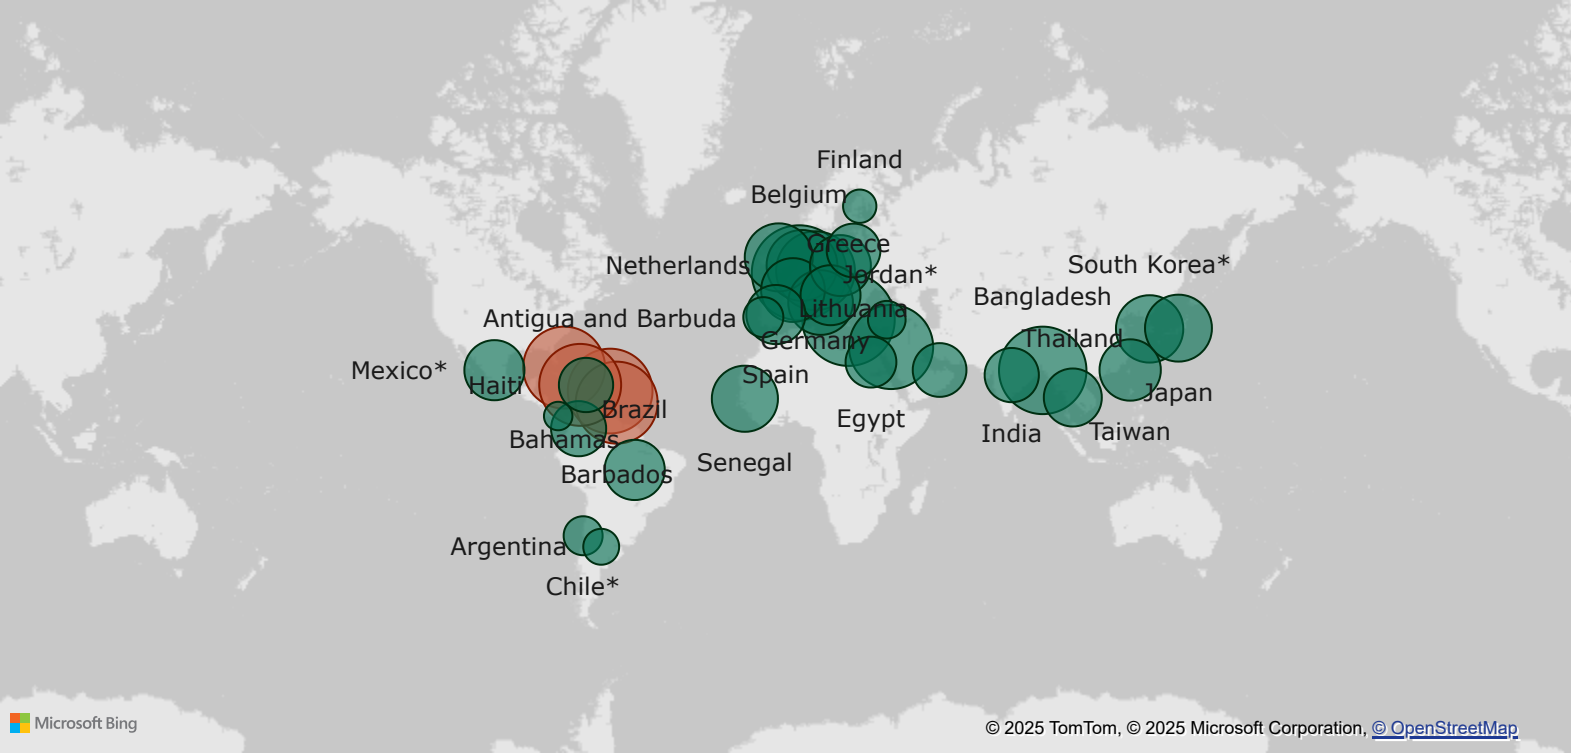 Finland
Belgium
Greece
Netherlands
Jordan*
South Korea*
Bangladesh
Lithuania
Antigua and Barbuda
Thailand
Germany
Mexico*
Haiti
Spain
Japan
Brazil
Egypt
Bahamas
India
Taiwan
Senegal
Barbados
Argentina
Chile*
Microsoft Bing
© 2025 TomTom, © 2025 Microsoft Corporation, © OpenStreetMap